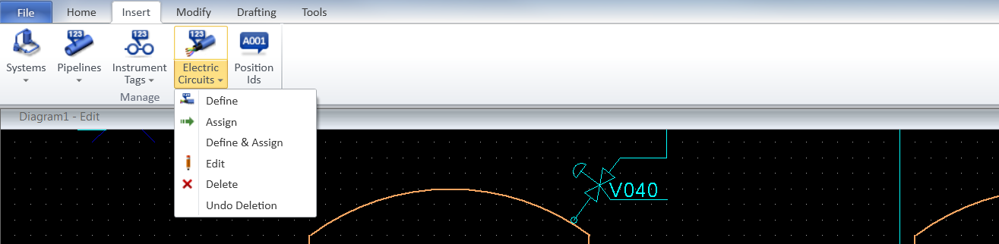 File Home Insert Modify Drafting Tools
123 123 123 A001
Systems Pipelines Instrument Electric Position
Tags Circuits Ids
Manage
Define
Diagram1 - Edit
Assign
Define & Assign
Edit
Delete
V040
Undo Deletion